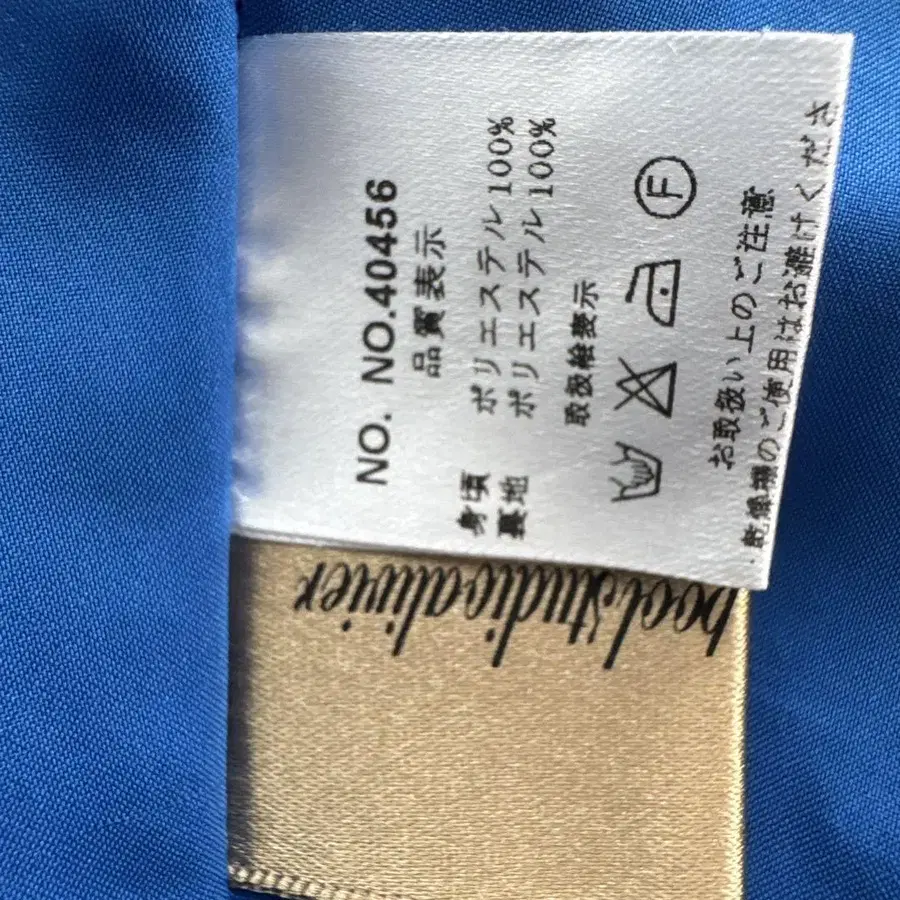 NO. NO.40456
品質表示
身頃 ポリエステル100%
裏地 ポリエステル100%
取扱絵表示
F
お取扱い上のご注意
乾燥機のご使用はお避けくださ